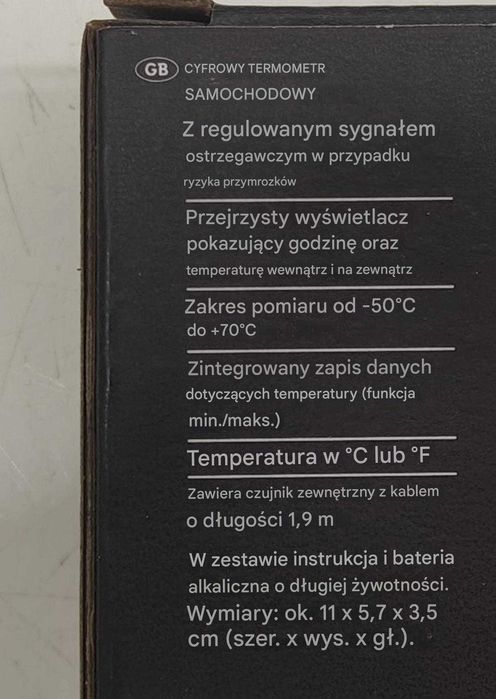 GB CYFROWY TERMOMETR
SAMOCHODOWY
Z regulowanym sygnałem
ostrzegawczym w przypadku
ryzyka przymrozków
Przejrzysty wyświetlacz
pokazujący godzinę oraz
temperaturę wewnątrz i na zewnątrz
Zakres pomiaru od -50°C
do +70°C
Zintegrowany zapis danych
dotyczących temperatury (funkcja
min./maks.)
Temperatura w °C lub °F
Zawiera czujnik zewnętrzny z kablem
o długości 1,9 m
W zestawie instrukcja i bateria
alkaliczna o długiej żywotności.
Wymiary: ok. 11 x 5,7 x 3,5
cm (szer. x wys. x gł.).